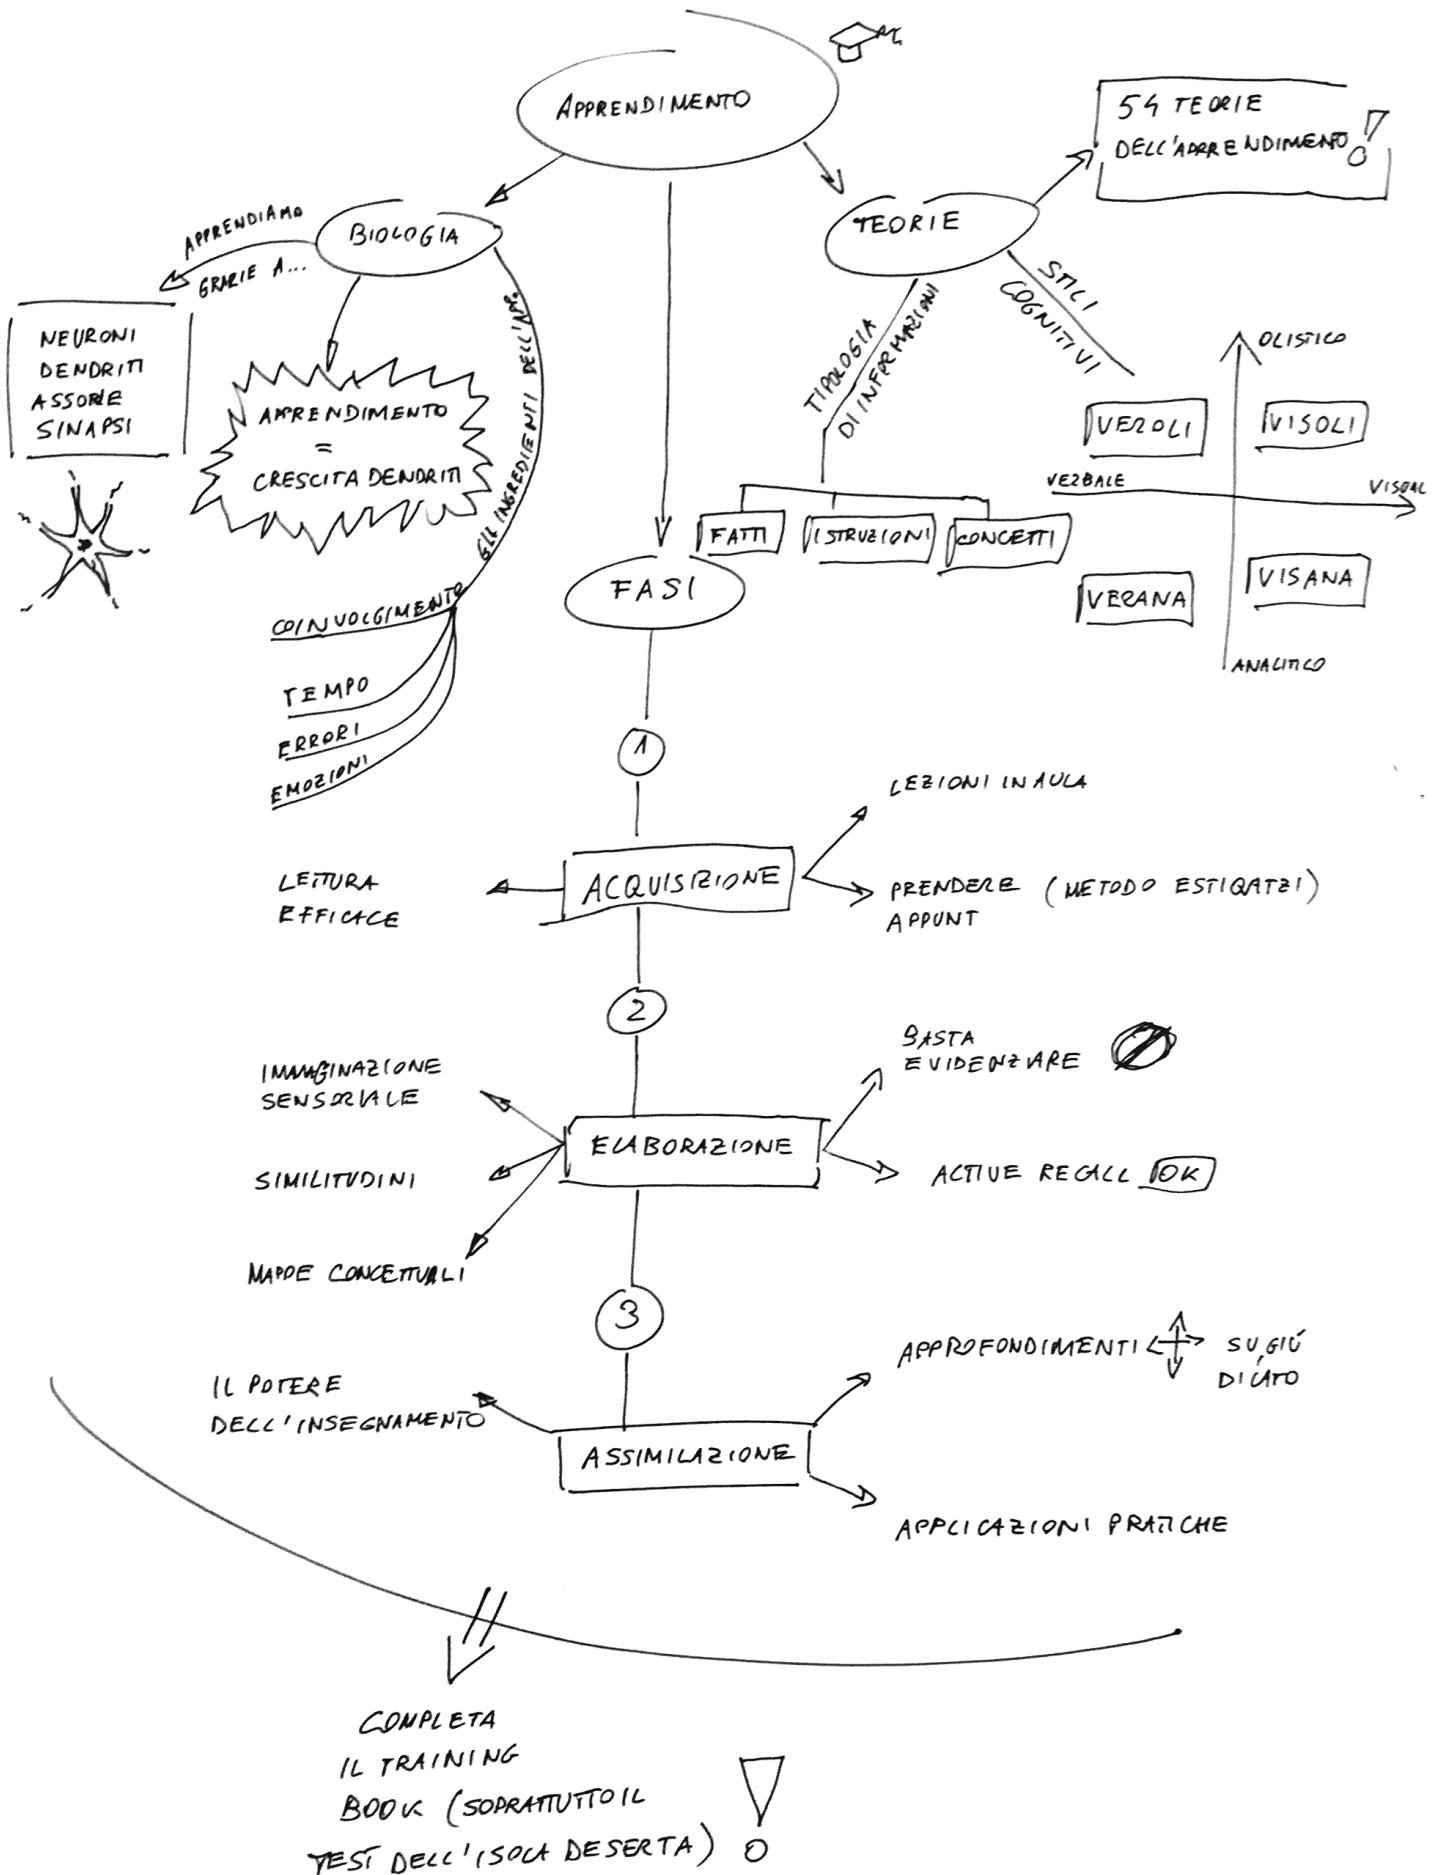 APPRENDIMENTO
54 TEORIE
DELL'APPRENDIMENTO!
TEORIE
BIOLOGIA
APPRENDIAMO
GRAZIE A...
NEURONI
DENDRITI
ASSONE
SINAPSI
APPRENDIMENTO
=
CRESCITA DENDRITI
GLI INGREDIENTI DELL'APP.
COINVOLGIMENTO
TEMPO
ERRORI
EMOZIONI
TIPOLOGIA
DI INFORMAZIONI
FATTI
ISTRUZIONI
CONCETTI
STILI
COGNITIVI
OLISTICO
VEROLI
VISOLI
VERBALE
VISUAL
VERANA
VISANA
ANALITICO
FASI
1
ACQUISIZIONE
LETTURA
EFFICACE
LEZIONI IN AULA
PRENDERE (METODO ESTIQATZI)
APPUNT
2
ELABORAZIONE
IMMAGINAZIONE
SENSORIALE
SIMILITUDINI
MAPPE CONCETTUALI
BASTA
EVIDENZIARE
ACTIVE RECALL OK
3
ASSIMILAZIONE
IL POTERE
DELL'INSEGNAMENTO
APPROFONDIMENTI
SU, GIÚ
DI LATO
APPLICAZIONI PRATICHE
COMPLETA
IL TRAINING
BOOK (SOPRATTUTTO IL
TEST DELL'ISOLA DESERTA) !